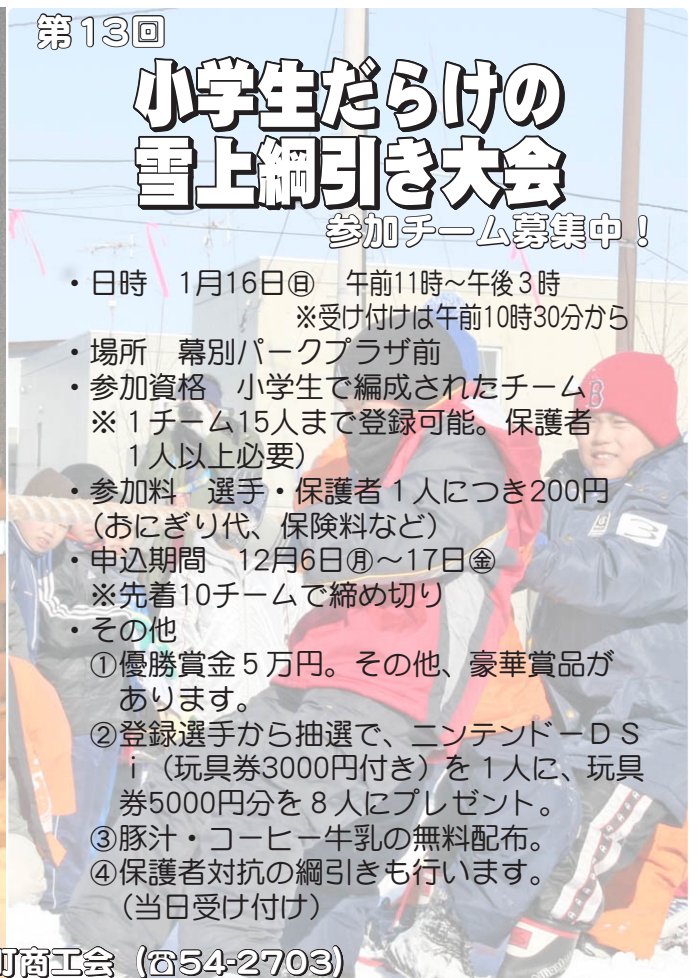 第13回
小学生だらけの
雪上綱引き大会
参加チーム募集中！
・日時　1月16日㊐　午前11時～午後３時
※受け付けは午前10時30分から
・場所　幕別パークプラザ前
・参加資格　小学生で編成されたチーム
※１チーム15人まで登録可能。保護者
１人以上必要）
・参加料　選手・保護者１人につき200円
（おにぎり代、保険料など）
・申込期間　12月6日㊊～17日㊎
※先着10チームで締め切り
・その他
①優勝賞金５万円。その他、豪華賞品が
あります。
②登録選手から抽選で、ニンテンドーＤＳ
ｉ（玩具券3000円付き）を１人に、玩具
券5000円分を８人にプレゼント。
③豚汁・コーヒー牛乳の無料配布。
④保護者対抗の綱引きも行います。
（当日受け付け）
町商工会（☎54-2703）